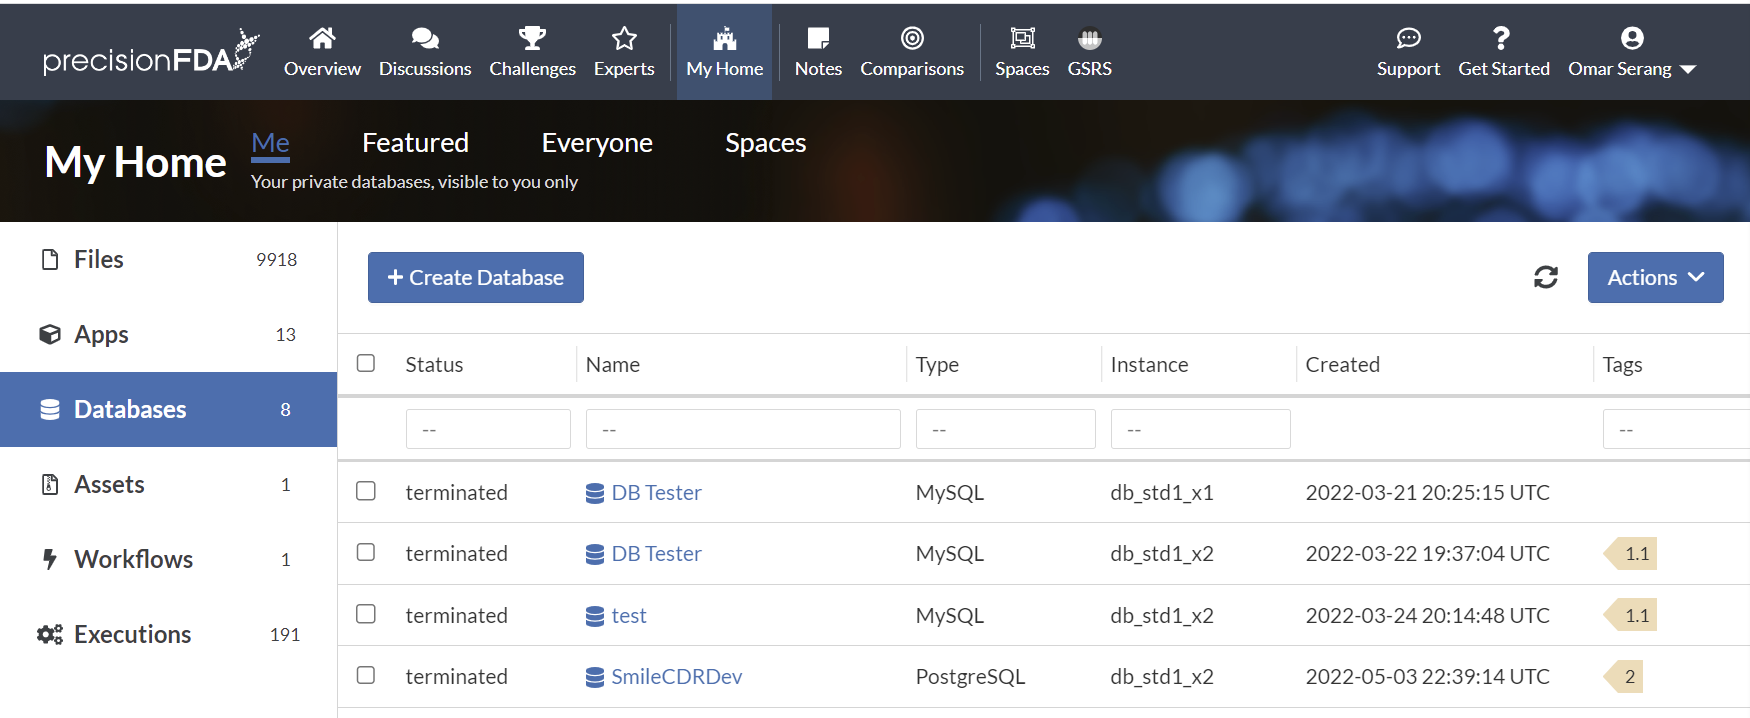 precisionFDA
Overview Discussions Challenges Experts My Home Notes Comparisons Spaces GSRS Support Get Started Omar Serang
My Home
Me Featured Everyone Spaces
Your private databases, visible to you only
Files 9918
Apps 13
Databases 8
Assets 1
Workflows 1
Executions 191
+ Create Database
Actions
Status Name Type Instance Created Tags
-- -- -- -- --
terminated DB Tester MySQL db_std1_x1 2022-03-21 20:25:15 UTC
terminated DB Tester MySQL db_std1_x2 2022-03-22 19:37:04 UTC 1.1
terminated test MySQL db_std1_x2 2022-03-24 20:14:48 UTC 1.1
terminated SmileCDRDev PostgreSQL db_std1_x2 2022-05-03 22:39:14 UTC 2